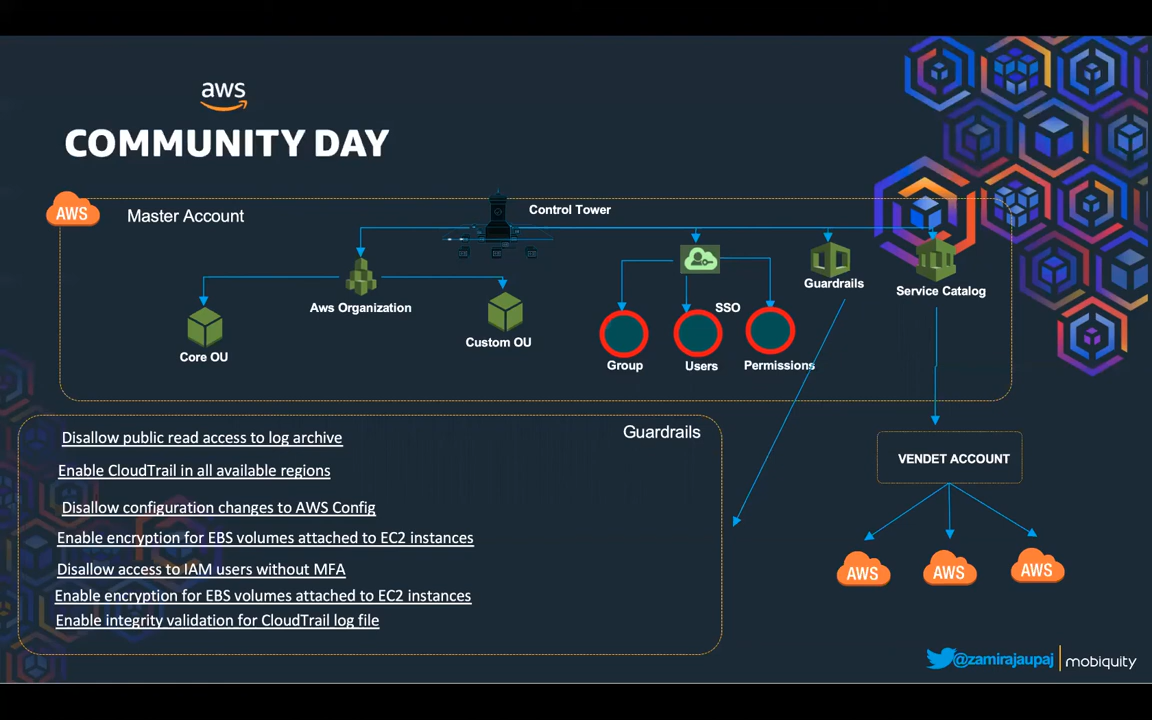 aws
COMMUNITY DAY
AWS
Master Account
Control Tower
Aws Organization
Core OU
Custom OU
SSO
Group
Users
Permissions
Guardrails
Service Catalog
Guardrails
Disallow public read access to log archive
Enable CloudTrail in all available regions
Disallow configuration changes to AWS Config
Enable encryption for EBS volumes attached to EC2 instances
Disallow access to IAM users without MFA
Enable encryption for EBS volumes attached to EC2 instances
Enable integrity validation for CloudTrail log file
VENDET ACCOUNT
AWS
AWS
AWS
@zamirajaupaj
mobiquity